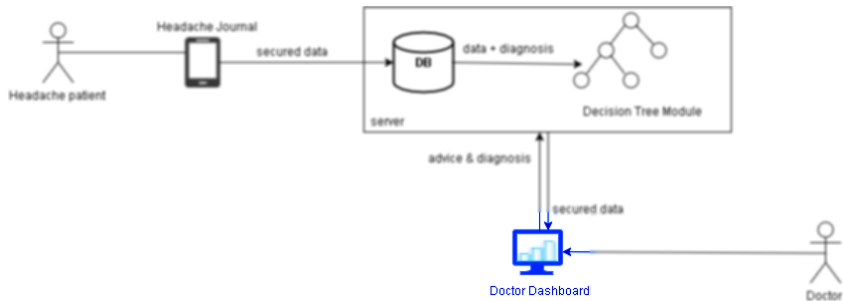 Headache Journal
secured data
data + diagnosis
DB
Headache patient
Decision Tree Module
server
advice & diagnosis
secured data
Doctor Dashboard
Doctor